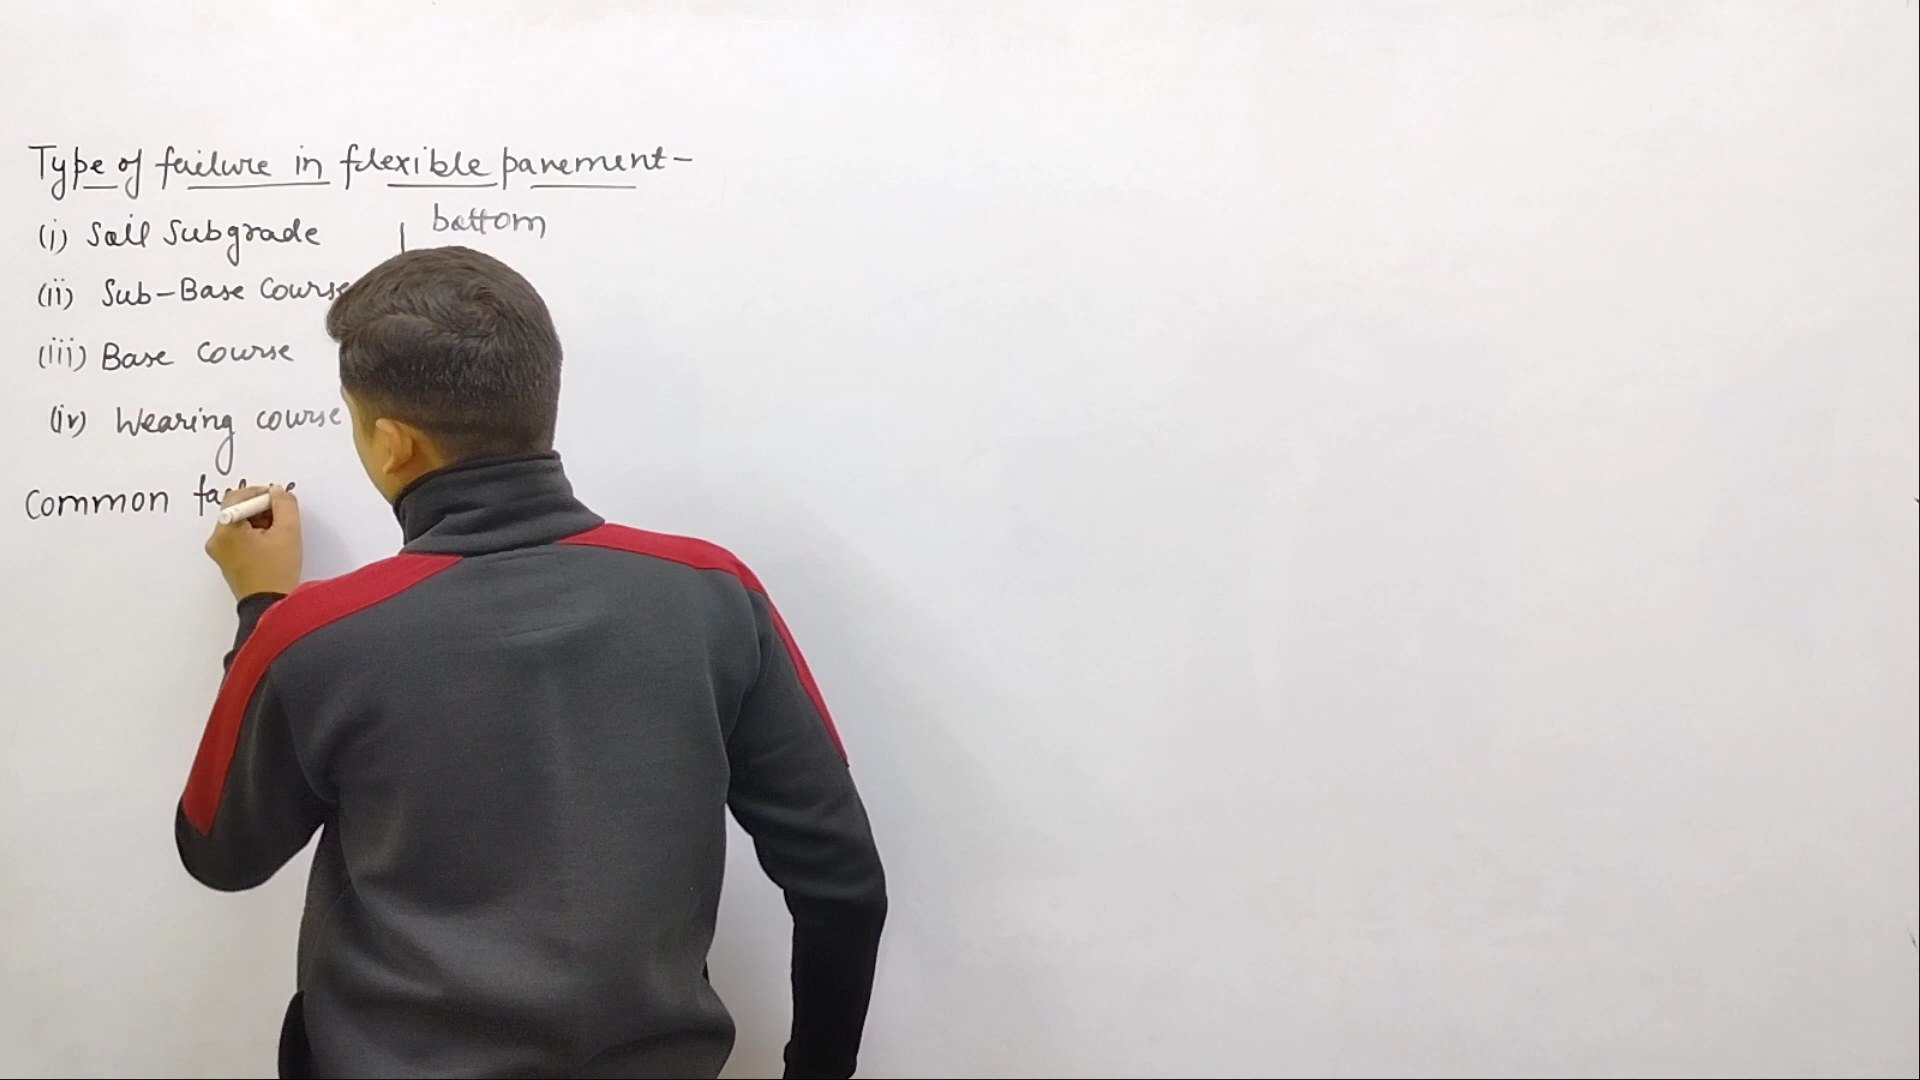 Type of failure in flexible pavement-
(i) Soil Subgrade
bottom
(ii) Sub-Base Course
(iii) Base Course
(iv) Wearing course
Common